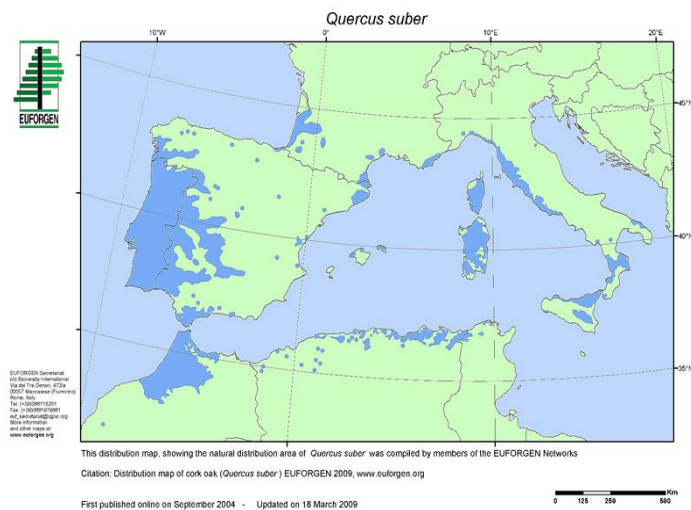 Quercus suber
10°W
0°
10°E
20°E
EUFORGEN
45°N
40°N
35°N
EUFORGEN Secretariat
c/o Bioversity International
Via dei Tre Denari, 472/a
00057 Maccarese (Fiumicino)
Rome, Italy
More information
and other maps at
www.euforgen.org
This distribution map, showing the natural distribution area of Quercus suber was compiled by members of the EUFORGEN Networks
Citation: Distribution map of cork oak (Quercus suber ) EUFORGEN 2009, www.euforgen.org
First published online on September 2004 - Updated on 18 March 2009
Km
0 125 250 500